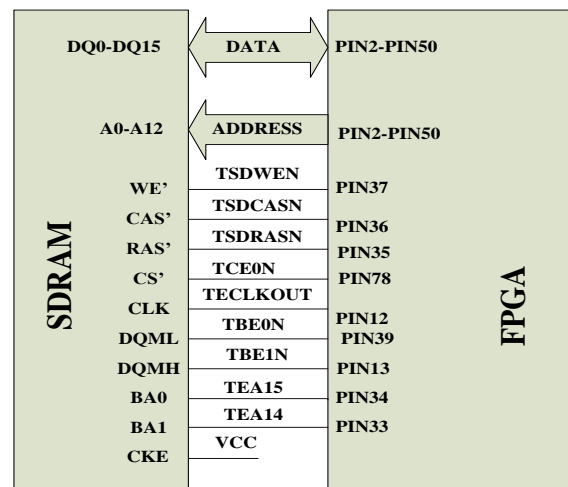 DQ0-DQ15 DATA PIN2-PIN50
A0-A12 ADDRESS PIN2-PIN50
WE’ TSDWEN PIN37
CAS’ TSDCASN PIN36
RAS’ TSDRASN PIN35
CS’ TCE0N PIN78
CLK TECLKOUT PIN12
DQML TBE0N PIN39
DQMH TBE1N PIN13
BA0 TEA15 PIN34
BA1 TEA14 PIN33
CKE VCC
SDRAM
FPGA